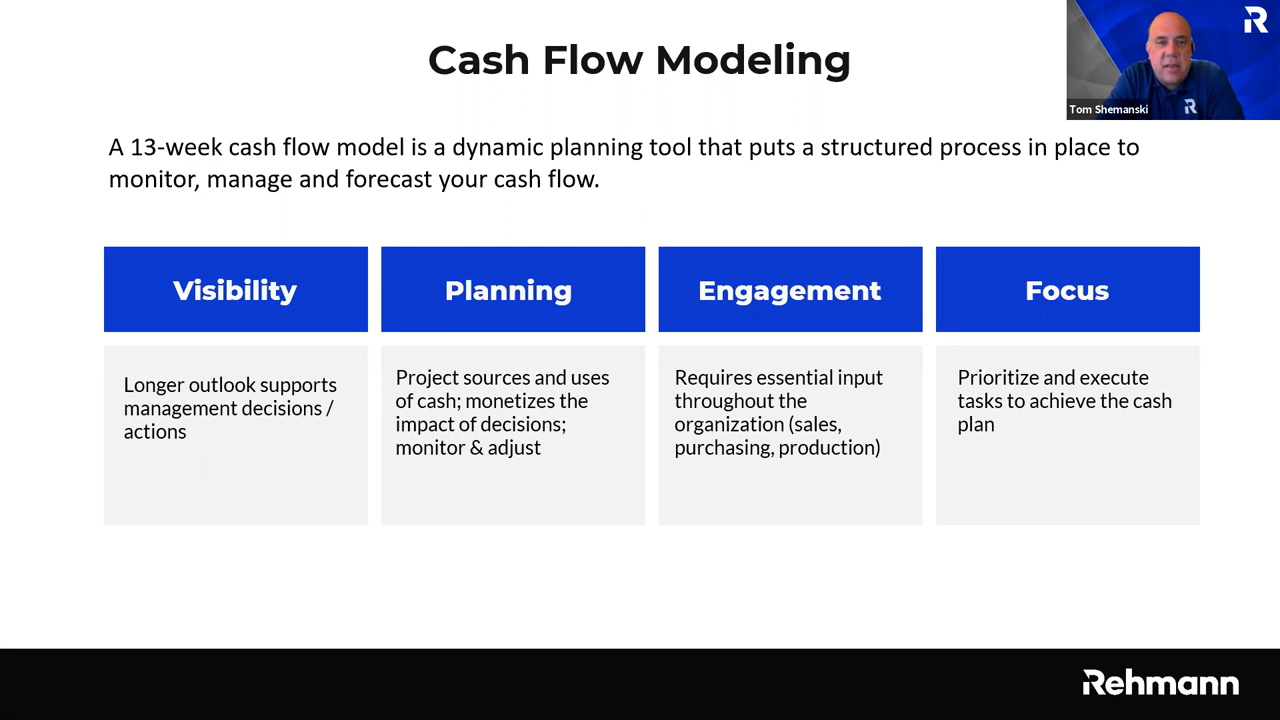 Cash Flow Modeling
Tom Shemanski
A 13-week cash flow model is a dynamic planning tool that puts a structured process in place to
monitor, manage and forecast your cash flow.
Visibility
Longer outlook supports
management decisions /
actions
Planning
Project sources and uses
of cash; monetizes the
impact of decisions;
monitor & adjust
Engagement
Requires essential input
throughout the
organization (sales,
purchasing, production)
Focus
Prioritize and execute
tasks to achieve the cash
plan
Rehmann